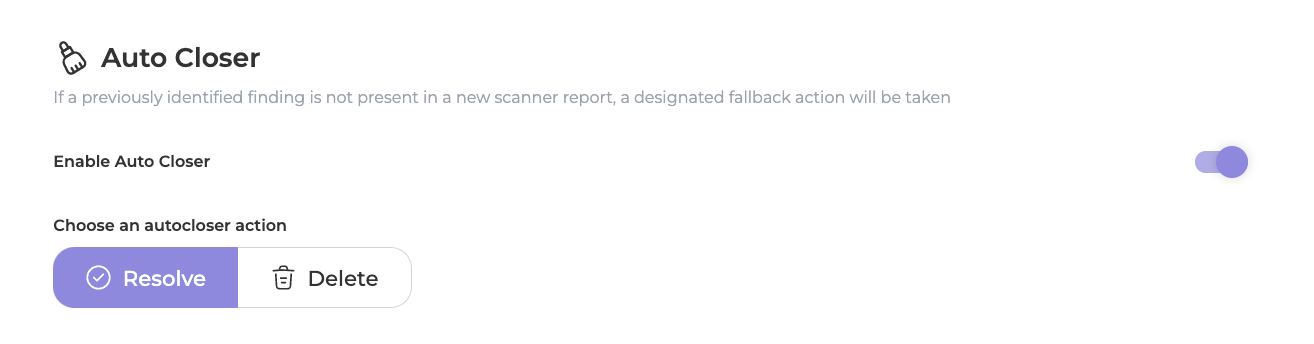 Auto Closer
If a previously identified finding is not present in a new scanner report, a designated fallback action will be taken
Enable Auto Closer
Choose an autocloser action
Resolve
Delete